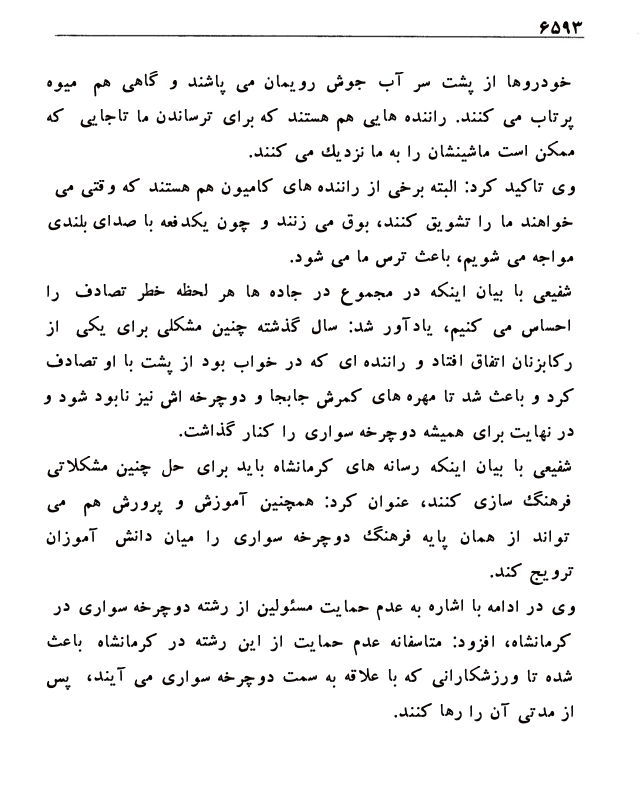 ۶۵۹۳
خودروها از پشت سر آب جوش رویمان می پاشند و گاهی هم میوه
پرتاب می کنند. راننده هایی هم هستند که برای ترساندن ما تاجایی که
ممکن است ماشینشان را به ما نزدیك می کنند.
وی تاکید کرد: البته برخی از راننده های کامیون هم هستند که وقتی می
خواهند ما را تشویق کنند، بوق می زنند و چون یکدفعه با صدای بلندی
مواجه می شویم، باعث ترس ما می شود.
شفیعی با بیان اینکه در مجموع در جاده ها هر لحظه خطر تصادف را
احساس می کنیم، یادآور شد: سال گذشته چنین مشکلی برای یکی از
رکابزنان اتفاق افتاد و راننده ای که در خواب بود از پشت با او تصادف
کرد و باعث شد تا مهره های کمرش جابجا و دوچرخه اش نیز نابود شود و
در نهایت برای همیشه دوچرخه سواری را کنار گذاشت.
شفیعی با بیان اینکه رسانه های کرمانشاه باید برای حل چنین مشکلاتی
فرهنگ سازی کنند، عنوان کرد: همچنین آموزش و پرورش هم می
تواند از همان پایه فرهنگ دوچرخه سواری را میان دانش آموزان
ترویج کند.
وی در ادامه با اشاره به عدم حمایت مسئولین از رشته دوچرخه سواری در
کرمانشاه، افزود: متاسفانه عدم حمایت از این رشته در کرمانشاه باعث
شده تا ورزشکارانی که با علاقه به سمت دوچرخه سواری می آیند، پس
از مدتی آن را رها کنند.